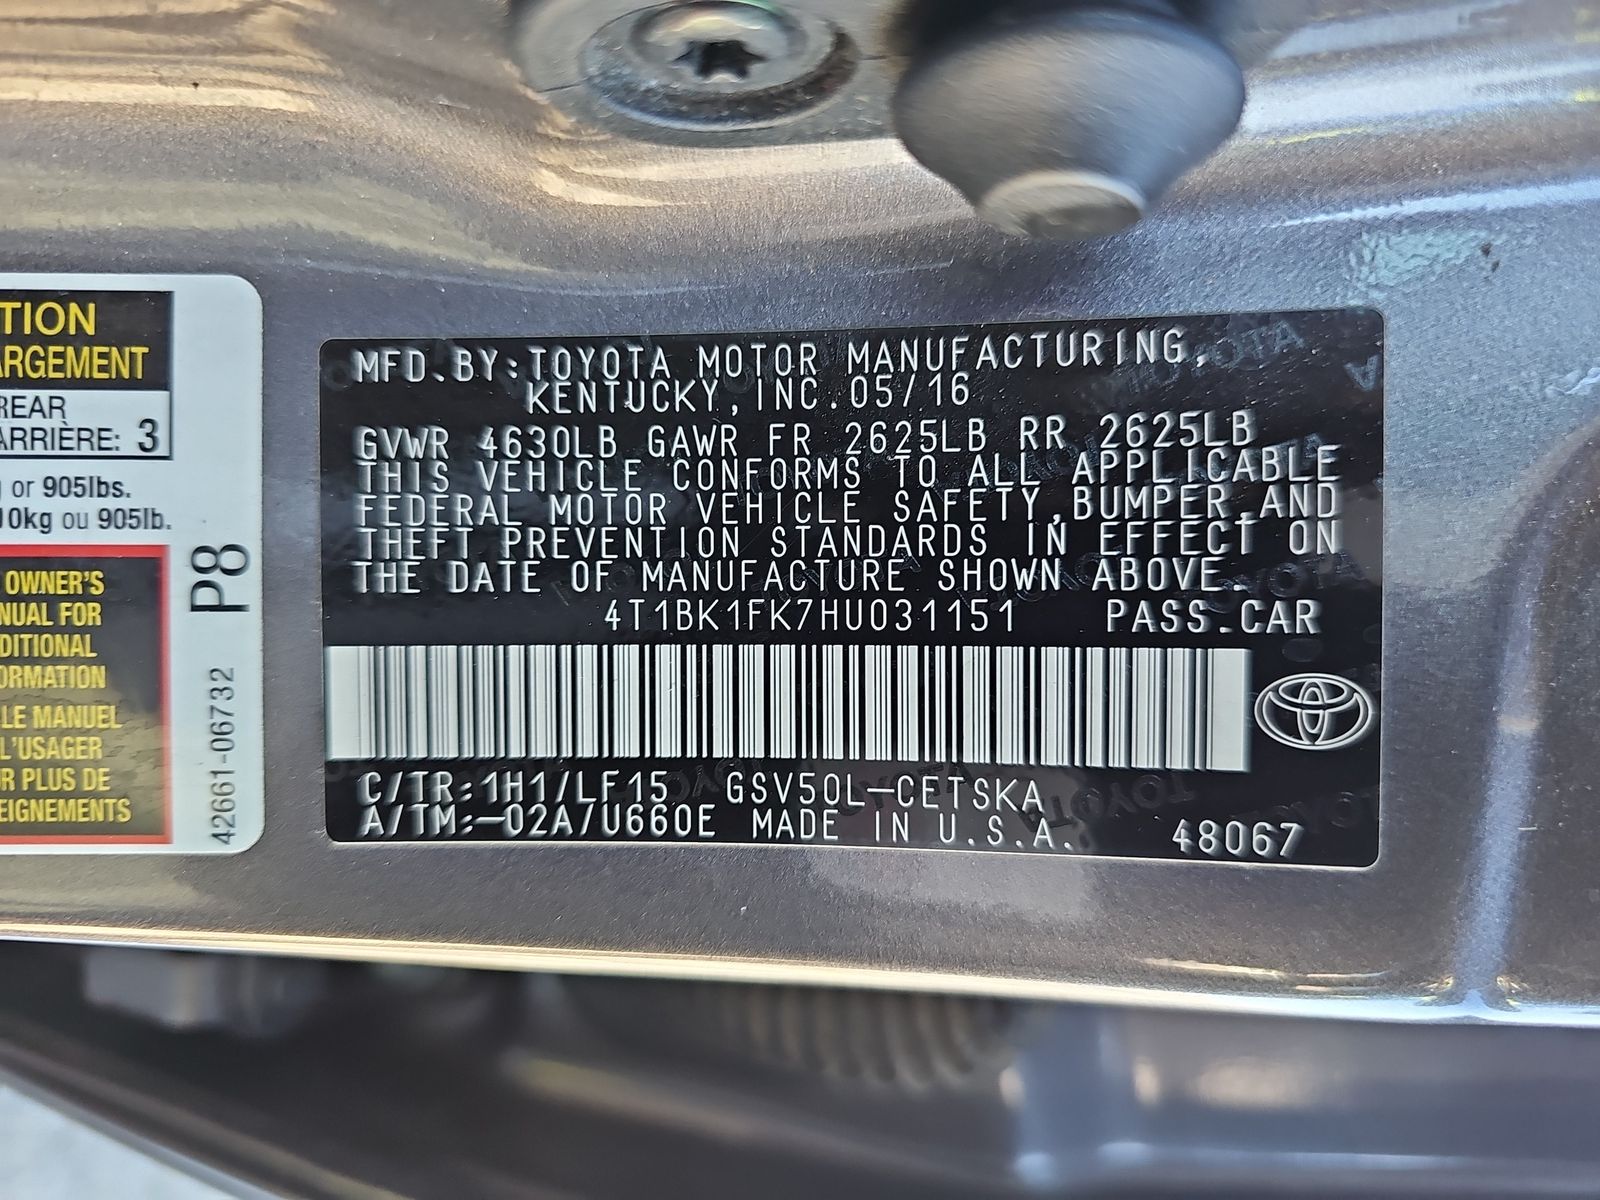 TION
ARGEMENT
REAR
ARRIÈRE: 3
or 905lbs.
10kg ou 905lb.
OWNER'S
NUAL FOR
DITIONAL
ORMATION
LE MANUEL
L'USAGER
R PLUS DE
EIGNEMENTS
P8
42661-06732
MFD.BY:TOYOTA MOTOR MANUFACTURING,
KENTUCKY, INC.05/16
GVWR 4630LB GAWR FR 2625LB RR 2625LB
THIS VEHICLE CONFORMS TO ALL APPLICABLE
FEDERAL MOTOR VEHICLE SAFETY,BUMPER,AND
THEFT PREVENTION STANDARDS IN EFFECT ON
THE DATE OF MANUFACTURE SHOWN ABOVE.
4T1BK1FK7HU031151 PASS.CAR
C/TR:1H1/LF15 GSV50L-CETSKA
A/TM:-02A/U660E MADE IN U.S.A. 48067